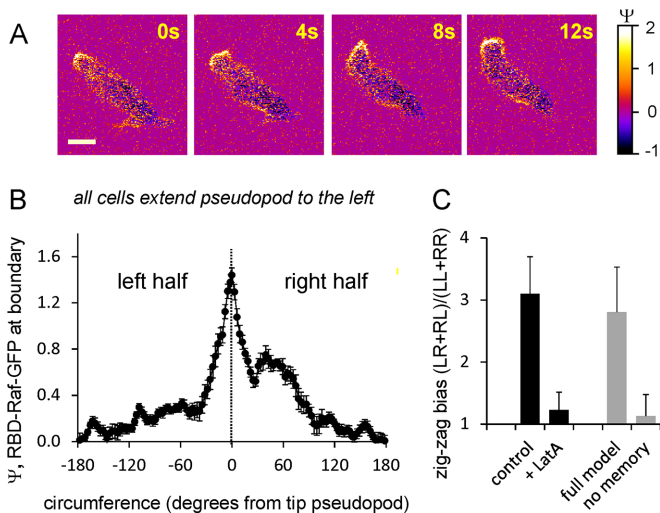 A
0s
4s
8s
12s
Ψ
2
1
0
-1
B
all cells extend pseudopod to the left
Ψ, RBD-Raf-GFP at boundary
1.6
1.2
0.8
0.4
0.0
left half
right half
-180
-120
-60
0
60
120
180
circumference (degrees from tip pseudopod)
C
zig-zag bias (LR+RL)/(LL+RR)
4
3
2
1
control
+ LatA
full model
no memory